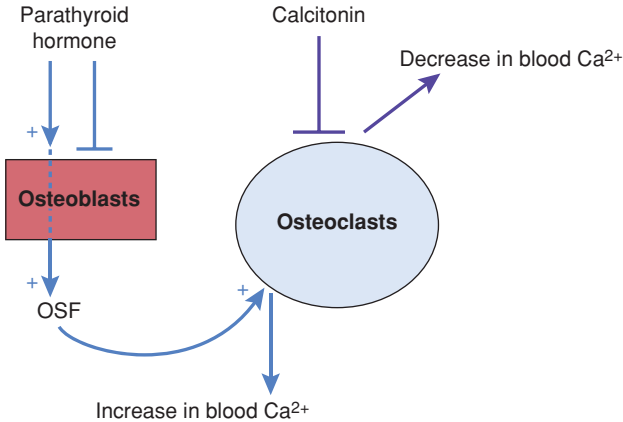 Parathyroid
hormone
Calcitonin
Decrease in blood Ca²⁺
+
Osteoblasts
Osteoclasts
+
+
OSF
Increase in blood Ca²⁺